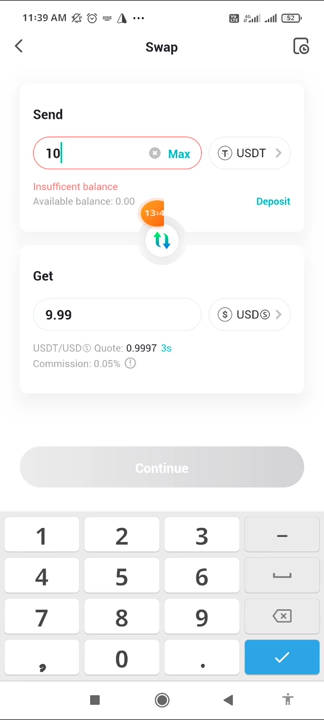 11:39 AM
52
Swap
Send
10
Max
USDT
Insufficent balance
13:4
Available balance: 0.00
Deposit
Get
9.99
USDⓈ
USDT/USDⓈ Quote: 0.9997 3s
Commission: 0.05%
Continue
1 2 3 –
4 5 6
7 8 9
, 0 .